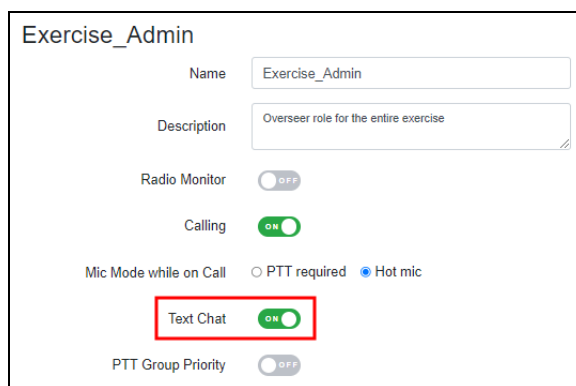 Exercise_Admin
Name Exercise_Admin
Description Overseer role for the entire exercise
Radio Monitor OFF
Calling ON
Mic Mode while on Call PTT required Hot mic
Text Chat ON
PTT Group Priority OFF